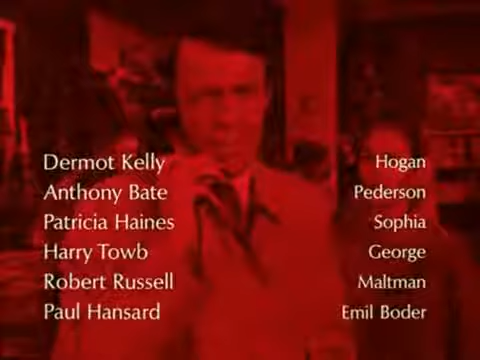 Dermot Kelly Hogan
Anthony Bate Pederson
Patricia Haines Sophia
Harry Towb George
Robert Russell Maltman
Paul Hansard Emil Boder